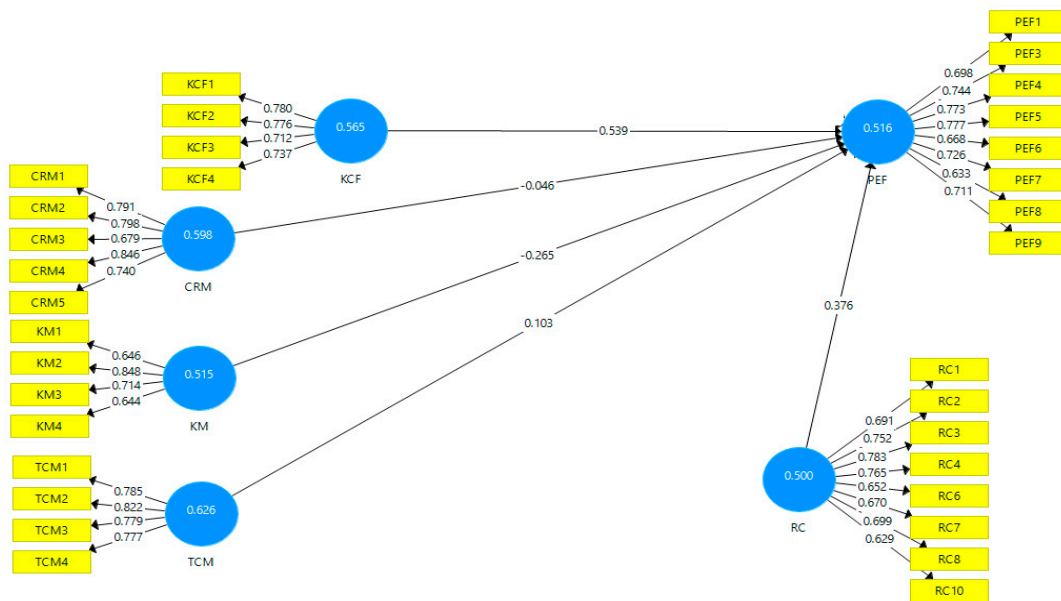 PEF1
PEF3
PEF4
PEF5
PEF6
PEF7
PEF8
PEF9
0.698
0.744
0.773
0.777
0.668
0.726
0.633
0.711
0.516
PEF
KCF1
KCF2
KCF3
KCF4
0.780
0.776
0.712
0.737
0.565
KCF
0.539
CRM1
CRM2
CRM3
CRM4
CRM5
0.791
0.798
0.679
0.846
0.740
0.598
CRM
-0.046
KM1
KM2
KM3
KM4
0.646
0.848
0.714
0.644
0.515
KM
-0.265
TCM1
TCM2
TCM3
TCM4
0.785
0.822
0.779
0.777
0.626
TCM
0.103
0.376
0.500
RC
0.691
0.752
0.783
0.765
0.652
0.670
0.699
0.629
RC1
RC2
RC3
RC4
RC6
RC7
RC8
RC10